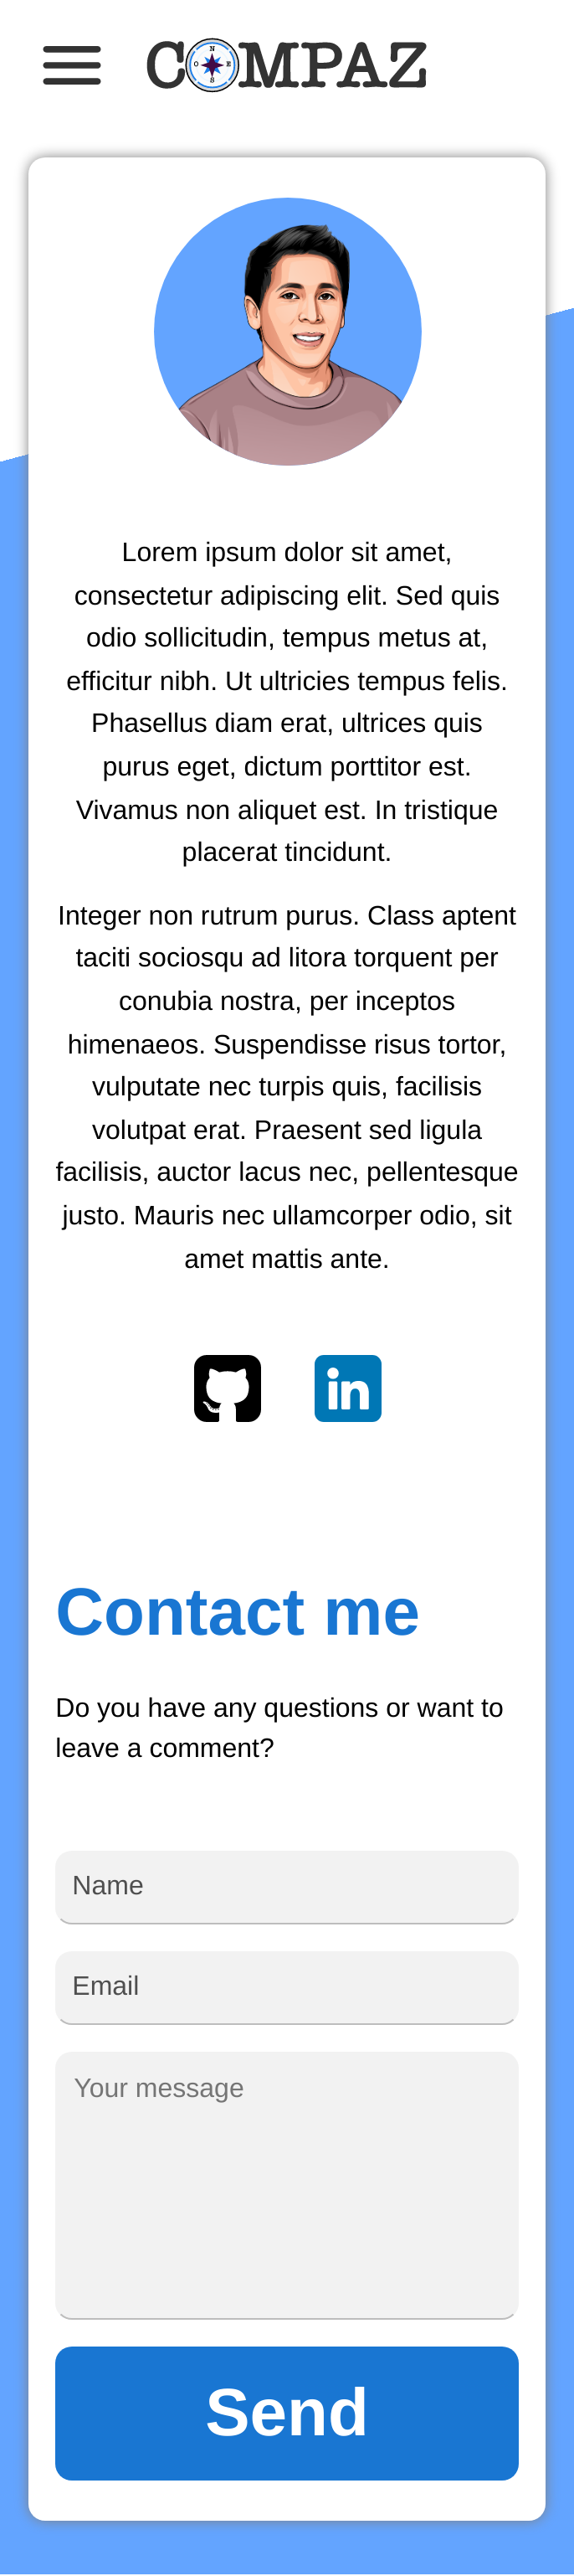 COMPAZ
N
O E
S
Lorem ipsum dolor sit amet,
consectetur adipiscing elit. Sed quis
odio sollicitudin, tempus metus at,
efficitur nibh. Ut ultricies tempus felis.
Phasellus diam erat, ultrices quis
purus eget, dictum porttitor est.
Vivamus non aliquet est. In tristique
placerat tincidunt.
Integer non rutrum purus. Class aptent
taciti sociosqu ad litora torquent per
conubia nostra, per inceptos
himenaeos. Suspendisse risus tortor,
vulputate nec turpis quis, facilisis
volutpat erat. Praesent sed ligula
facilisis, auctor lacus nec, pellentesque
justo. Mauris nec ullamcorper odio, sit
amet mattis ante.
in
Contact me
Do you have any questions or want to
leave a comment?
Name
Email
Your message
Send